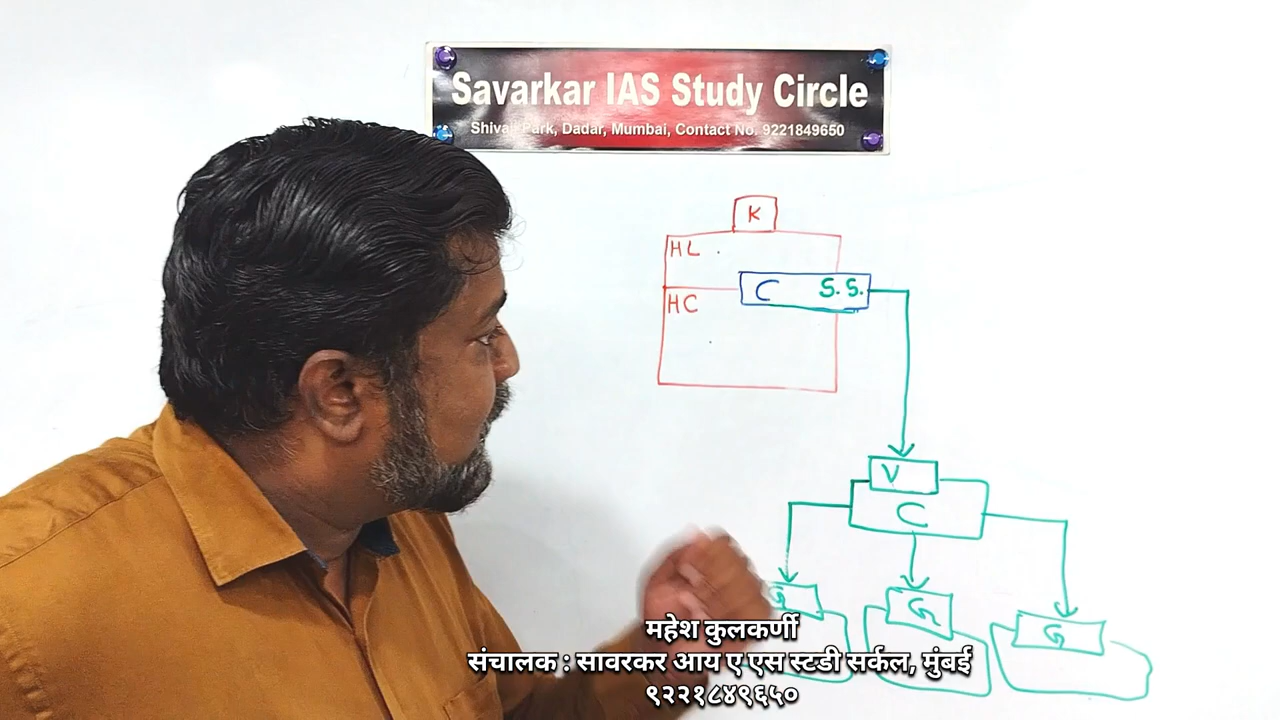 Savarkar IAS Study Circle
Shivaji Park, Dadar, Mumbai, Contact No. 9221849650
K
HL
C S.S.
HC
V
C
G G
G
महेश कुलकर्णी
संचालक : सावरकर आय ए एस स्टडी सर्कल, मुंबई
९२२१८४९६५०